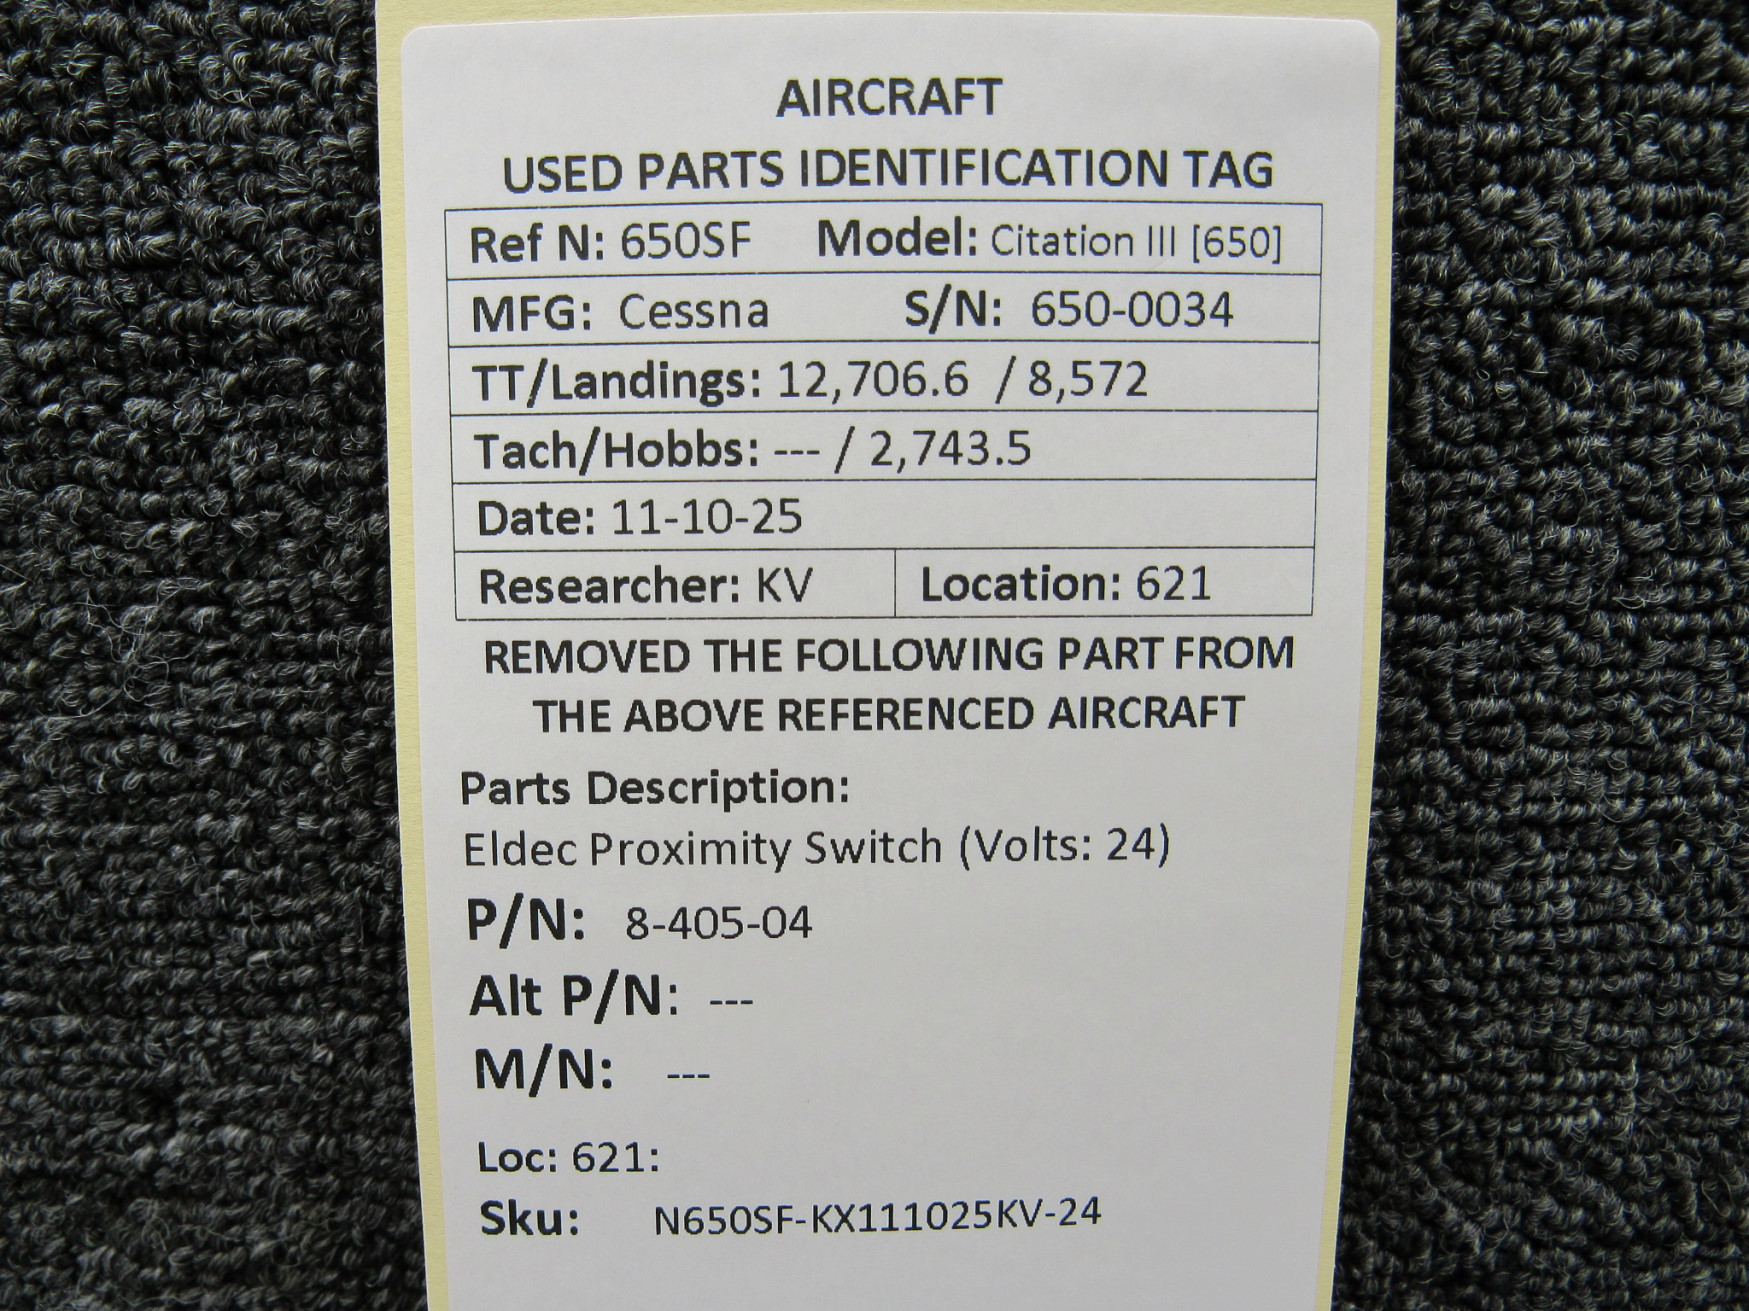 AIRCRAFT
USED PARTS IDENTIFICATION TAG
Ref N: 650SF Model: Citation III [650]
MFG: Cessna S/N: 650-0034
TT/Landings: 12,706.6 / 8,572
Tach/Hobbs: --- / 2,743.5
Date: 11-10-25
Researcher: KV Location: 621
REMOVED THE FOLLOWING PART FROM
THE ABOVE REFERENCED AIRCRAFT
Parts Description:
Eldec Proximity Switch (Volts: 24)
P/N: 8-405-04
Alt P/N: ---
M/N: ---
Loc: 621:
Sku: N650SF-KX111025KV-24